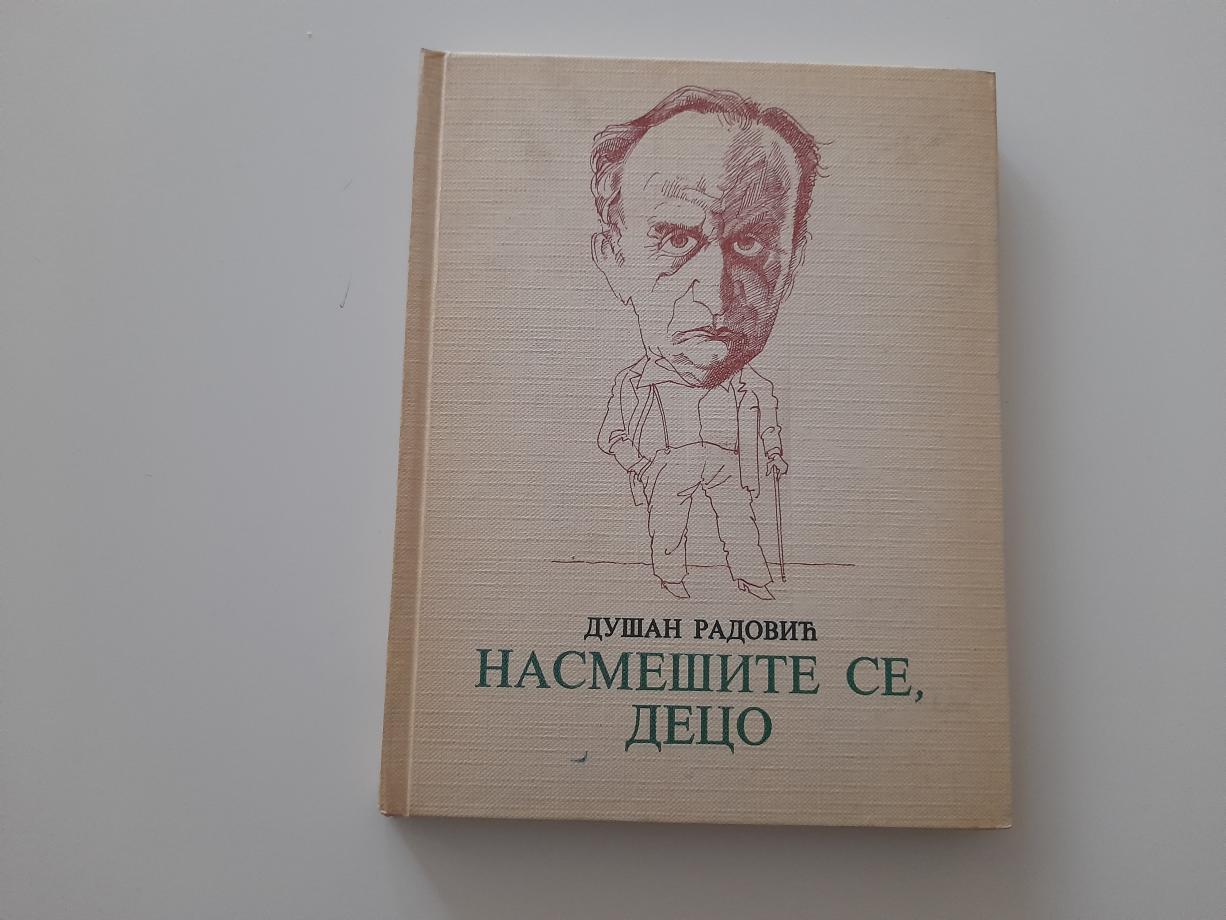 ДУШАН РАДОВИЋ
НАСМЕШИТЕ СЕ,
ДЕЦО